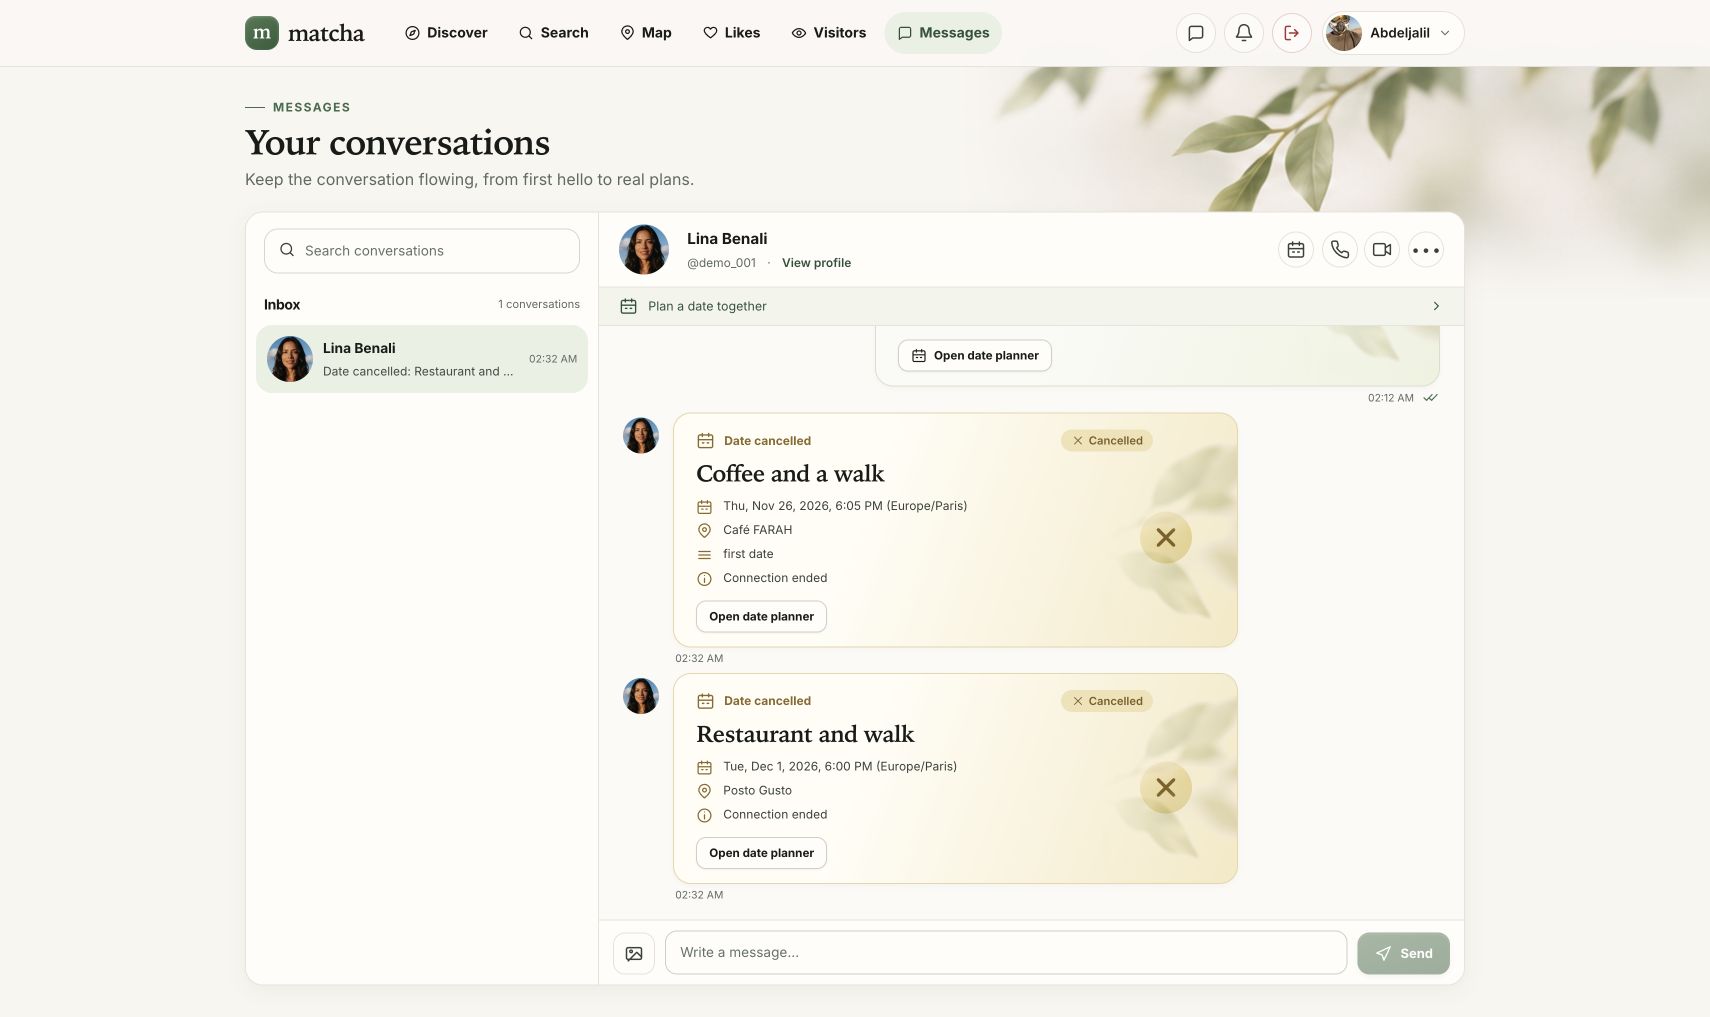 m matcha
Discover
Search
Map
Likes
Visitors
Messages
Abdeljalil
MESSAGES
Your conversations
Keep the conversation flowing, from first hello to real plans.
Search conversations
Inbox
1 conversations
Lina Benali
02:32 AM
Date cancelled: Restaurant and ...
Lina Benali
@demo_001 · View profile
Plan a date together
Open date planner
02:12 AM
Date cancelled
Cancelled
Coffee and a walk
Thu, Nov 26, 2026, 6:05 PM (Europe/Paris)
Café FARAH
first date
Connection ended
Open date planner
02:32 AM
Date cancelled
Cancelled
Restaurant and walk
Tue, Dec 1, 2026, 6:00 PM (Europe/Paris)
Posto Gusto
Connection ended
Open date planner
02:32 AM
Write a message...
Send